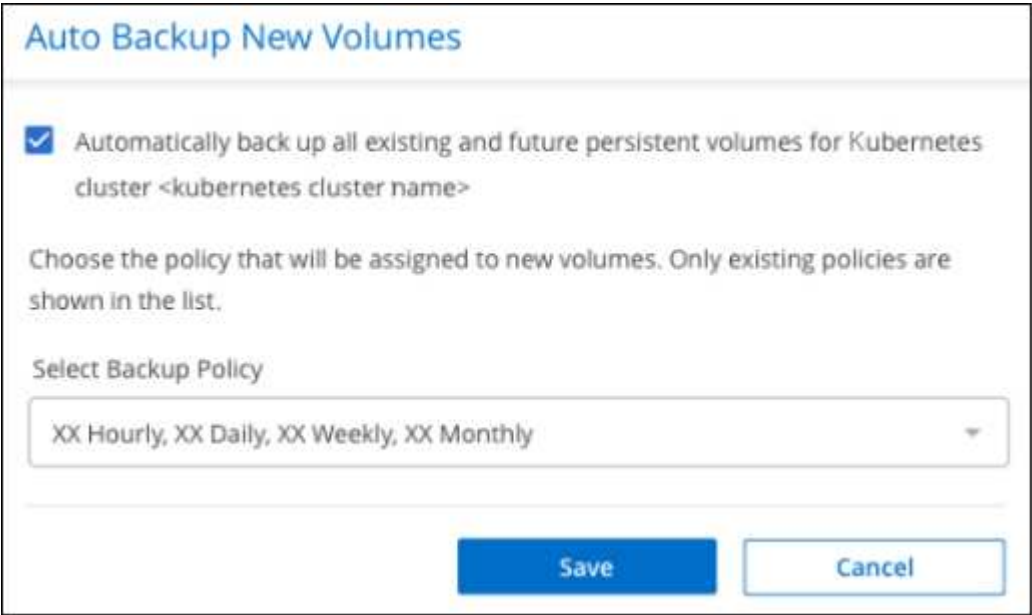 Auto Backup New Volumes
Automatically back up all existing and future persistent volumes for Kubernetes
cluster <kubernetes cluster name>
Choose the policy that will be assigned to new volumes. Only existing policies are
shown in the list.
Select Backup Policy
XX Hourly, XX Daily, XX Weekly, XX Monthly
Save
Cancel